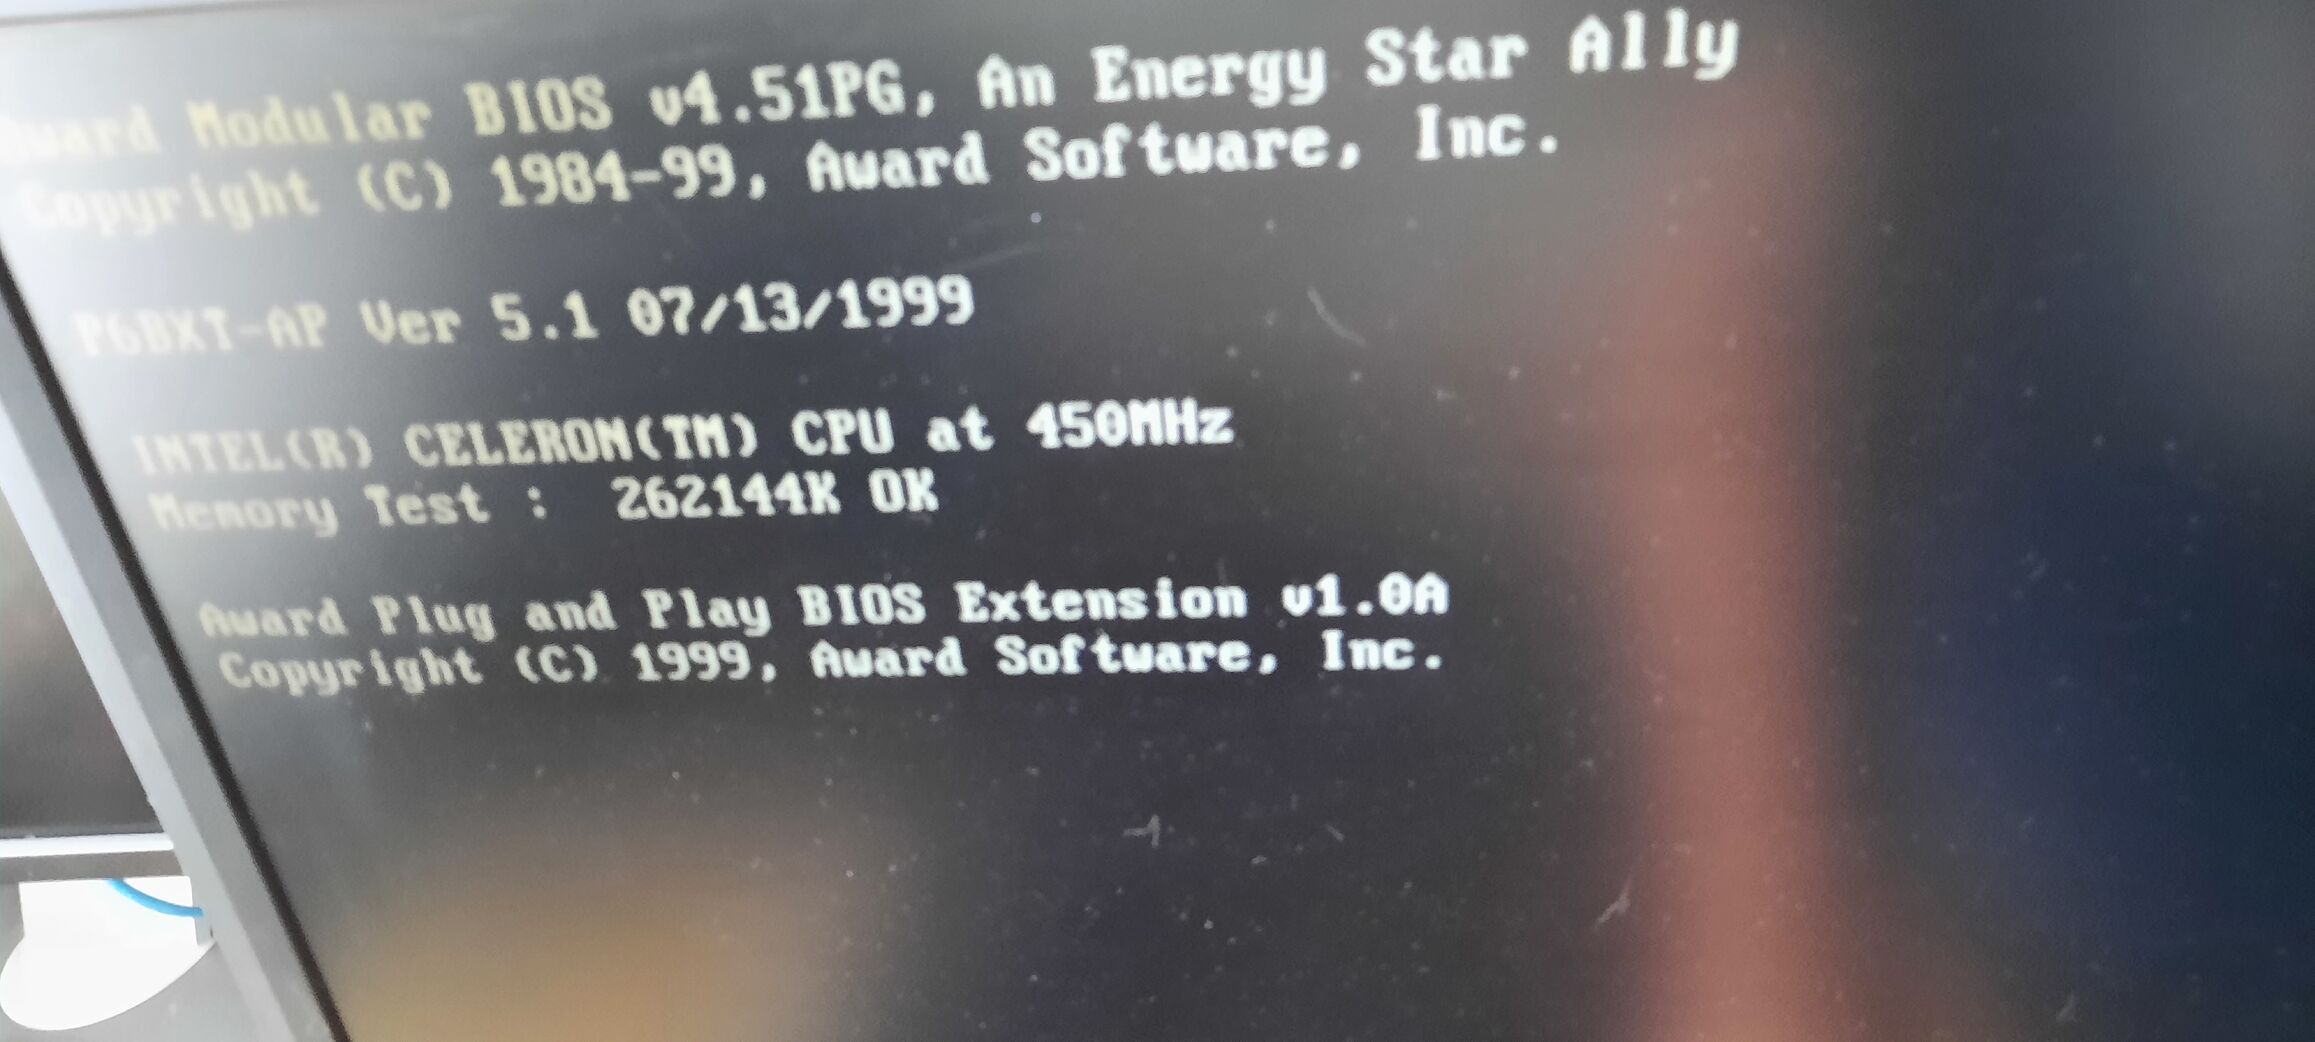 Award Modular BIOS v4.51PG, An Energy Star Ally
Copyright (C) 1984-99, Award Software, Inc.
P6BXT-AP Ver 5.1 07/13/1999
INTEL(R) CELERON(TM) CPU at 450MHz
Memory Test :  262144K OK
Award Plug and Play BIOS Extension v1.0A
Copyright (C) 1999, Award Software, Inc.